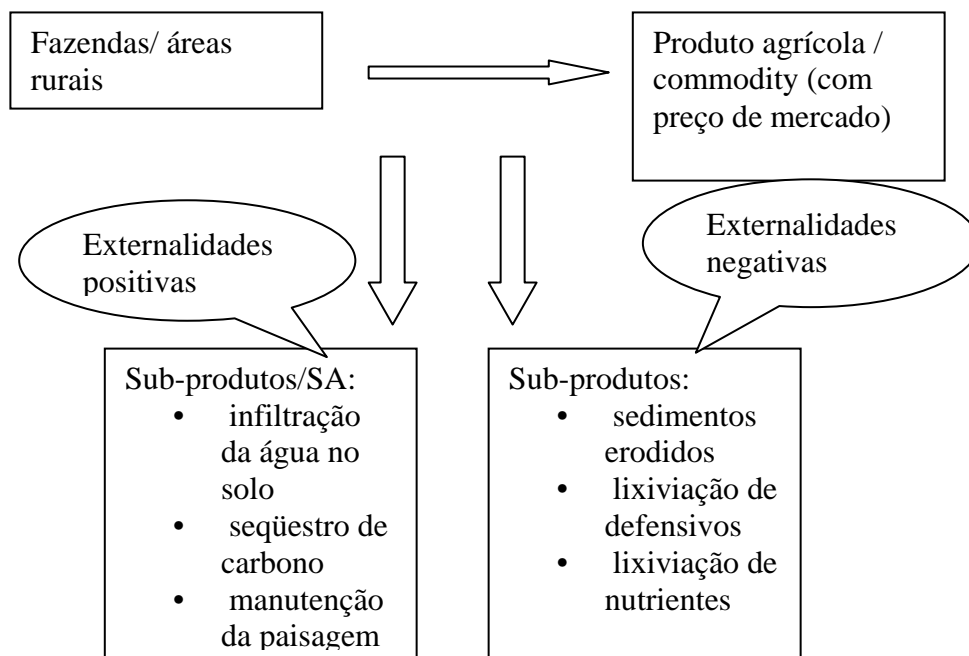 Fazendas/ áreas
rurais
Produto agrícola /
commodity (com
preço de mercado)
Externalidades
positivas
Externalidades
negativas
Sub-produtos/SA:
• infiltração
da água no
solo
• seqüestro de
carbono
• manutenção
da paisagem
Sub-produtos:
• sedimentos
erodidos
• lixiviação de
defensivos
• lixiviação de
nutrientes